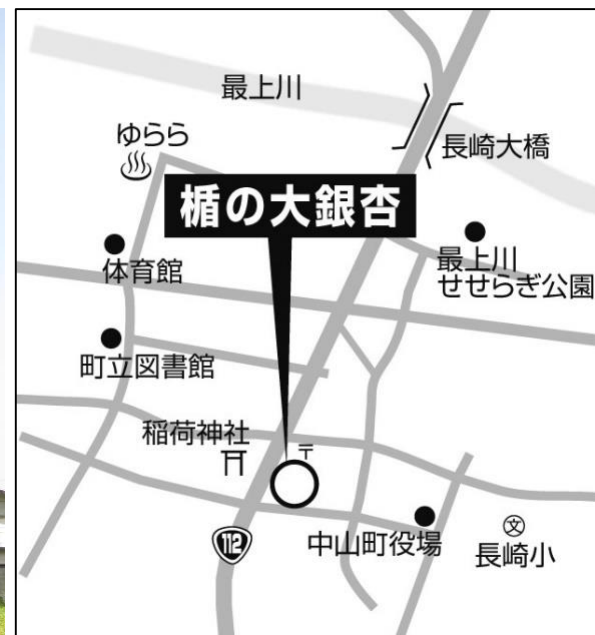 最上川
ゆらら
長崎大橋
楯の大銀杏
体育館
最上川
せせらぎ公園
町立図書館
稲荷神社
〒
112
中山町役場
文
長崎小